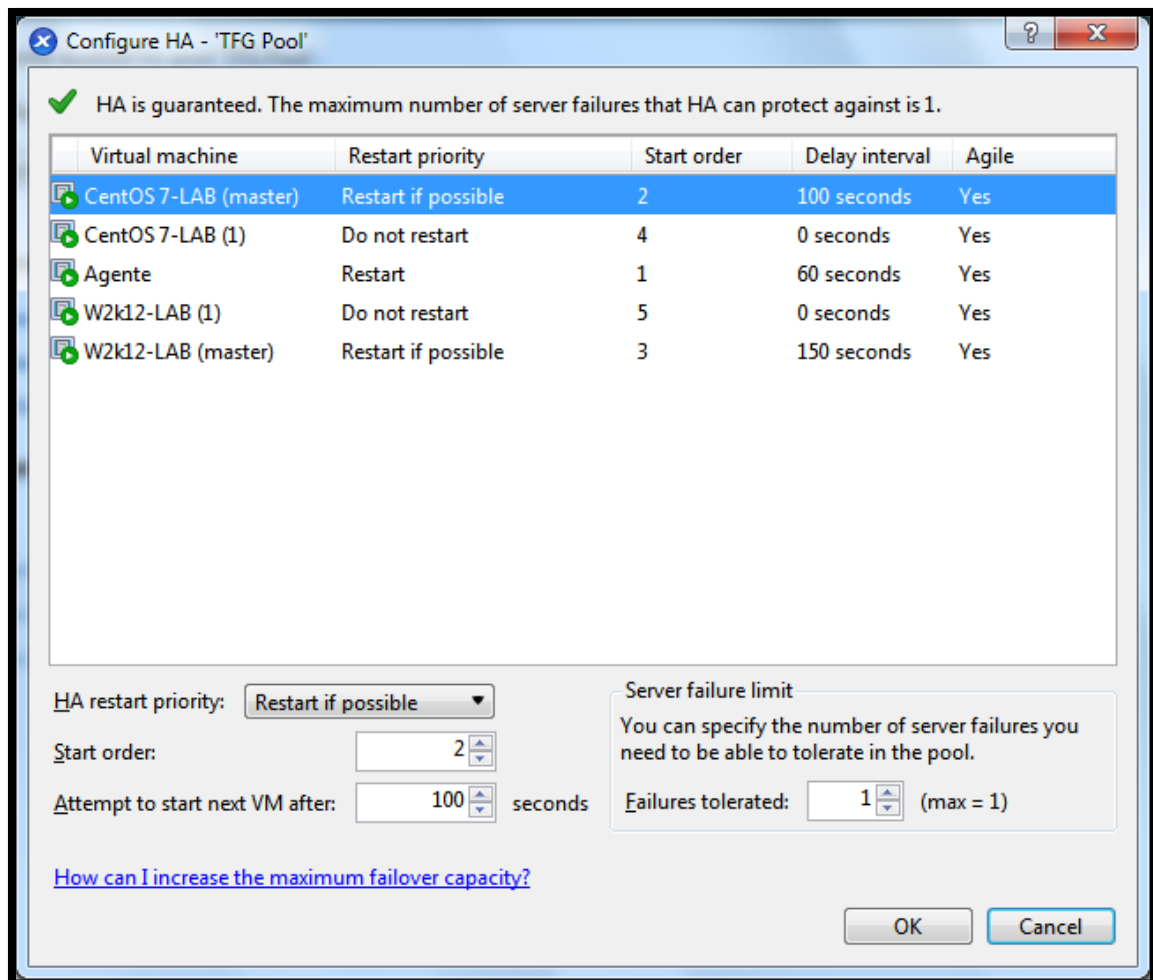 Configure HA - 'TFG Pool'
HA is guaranteed. The maximum number of server failures that HA can protect against is 1.
Virtual machine Restart priority Start order Delay interval Agile
CentOS 7-LAB (master) Restart if possible 2 100 seconds Yes
CentOS 7-LAB (1) Do not restart 4 0 seconds Yes
Agente Restart 1 60 seconds Yes
W2k12-LAB (1) Do not restart 5 0 seconds Yes
W2k12-LAB (master) Restart if possible 3 150 seconds Yes
HA restart priority: Restart if possible
Start order: 2
Attempt to start next VM after: 100 seconds
Server failure limit
You can specify the number of server failures you
need to be able to tolerate in the pool.
Failures tolerated: 1 (max = 1)
How can I increase the maximum failover capacity?
OK Cancel